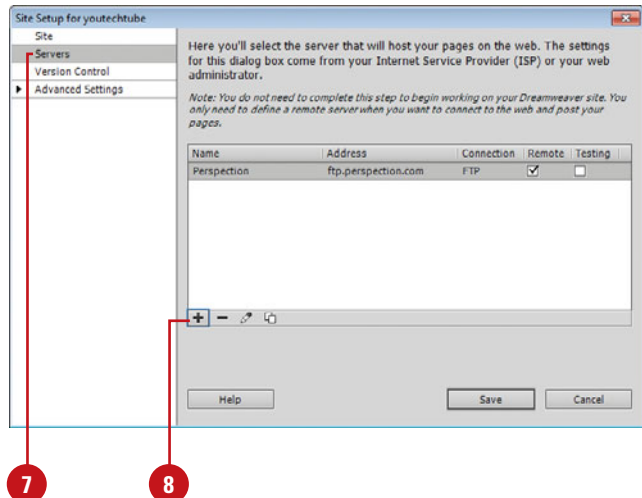 Site Setup for youtechtube
Site
Servers
Version Control
Advanced Settings
Here you'll select the server that will host your pages on the web. The settings
for this dialog box come from your Internet Service Provider (ISP) or your web
administrator.
Note: You do not need to complete this step to begin working on your Dreamweaver site. You
only need to define a remote server when you want to connect to the web and post your
pages.
Name Address Connection Remote Testing
Perspection ftp.perspection.com FTP
Help Save Cancel
7 8